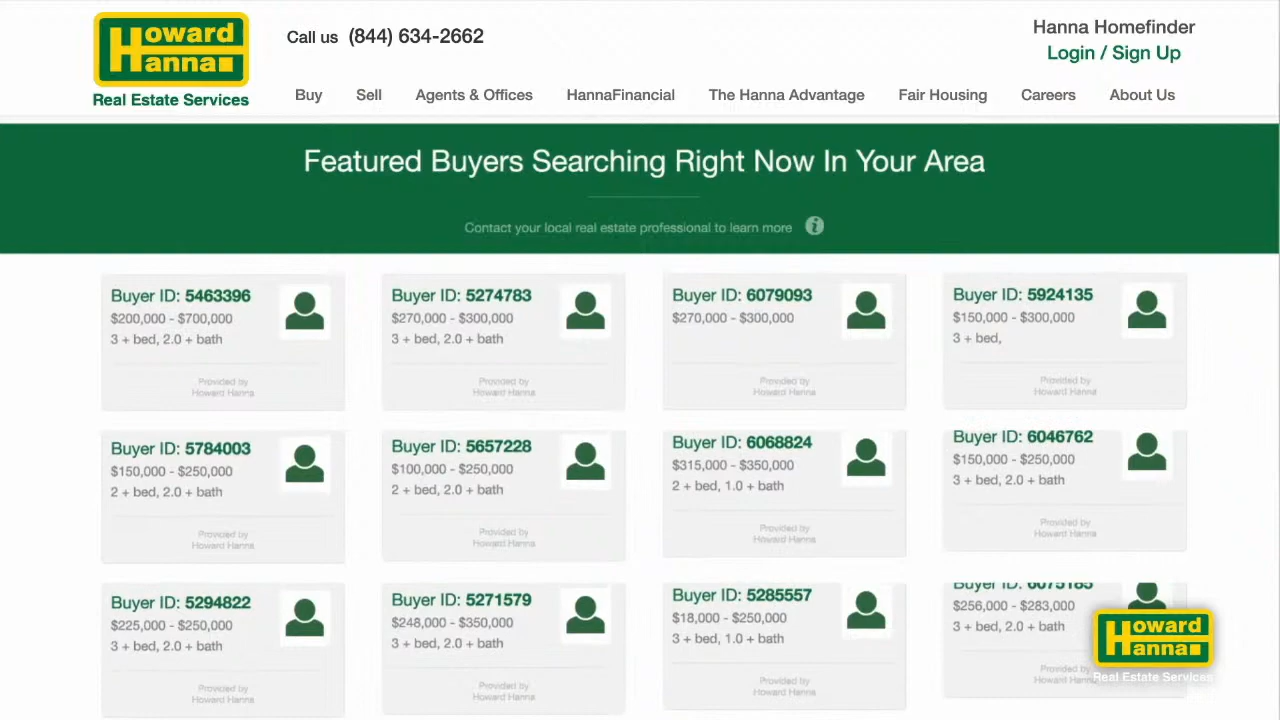 Howard
Hanna
Real Estate Services
Call us (844) 634-2662
Hanna Homefinder
Login / Sign Up
Buy Sell Agents & Offices HannaFinancial The Hanna Advantage Fair Housing Careers About Us
Featured Buyers Searching Right Now In Your Area
Contact your local real estate professional to learn more i
Buyer ID: 5463396
$200,000 - $700,000
3 + bed, 2.0 + bath
Provided by
Howard Hanna
Buyer ID: 5274783
$270,000 - $300,000
3 + bed, 2.0 + bath
Provided by
Howard Hanna
Buyer ID: 6079093
$270,000 - $300,000
Provided by
Howard Hanna
Buyer ID: 5924135
$150,000 - $300,000
3 + bed,
Provided by
Howard Hanna
Buyer ID: 5784003
$150,000 - $250,000
2 + bed, 2.0 + bath
Provided by
Howard Hanna
Buyer ID: 5657228
$100,000 - $250,000
2 + bed, 2.0 + bath
Provided by
Howard Hanna
Buyer ID: 6068824
$315,000 - $350,000
2 + bed, 1.0 + bath
Provided by
Howard Hanna
Buyer ID: 6046762
$150,000 - $250,000
3 + bed, 2.0 + bath
Provided by
Howard Hanna
Buyer ID: 5294822
$225,000 - $250,000
3 + bed, 2.0 + bath
Provided by
Howard Hanna
Buyer ID: 5271579
$248,000 - $350,000
3 + bed, 2.0 + bath
Provided by
Howard Hanna
Buyer ID: 5285557
$18,000 - $250,000
3 + bed, 1.0 + bath
Provided by
Howard Hanna
Buyer ID: 6075185
$256,000 - $283,000
3 + bed, 2.0 + bath
Provided by
Howard Hanna
Howard
Hanna
Real Estate Services